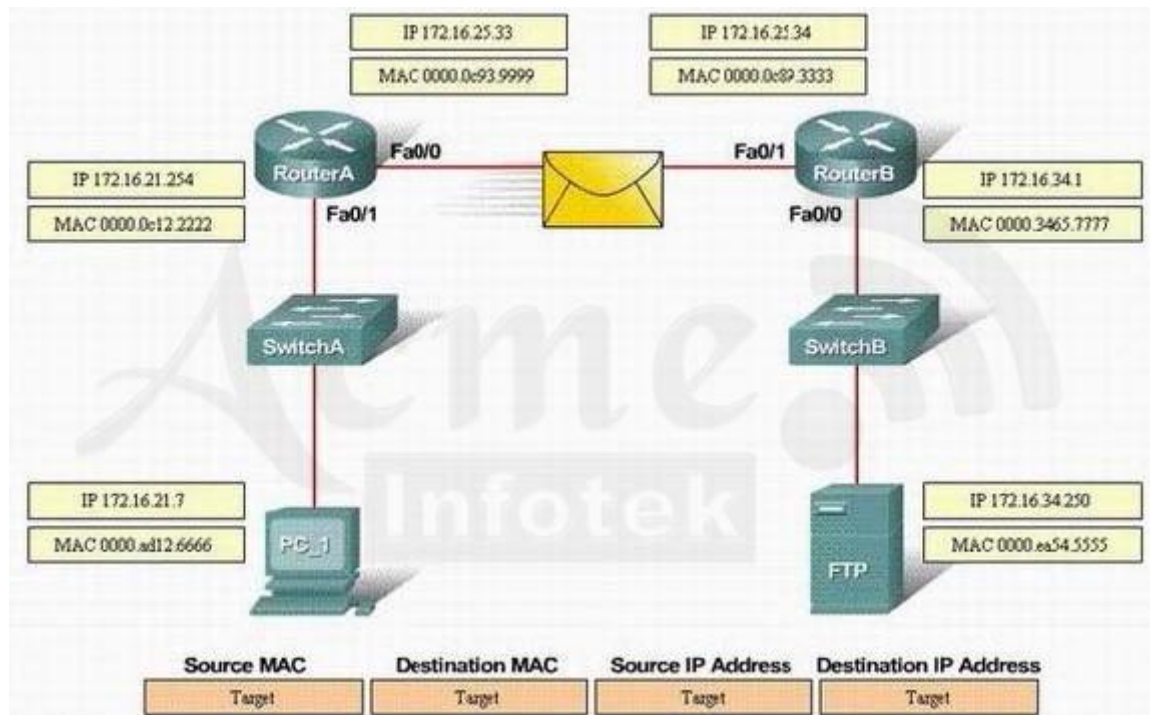 IP 172.16.25.33
IP 172.16.25.34
MAC 0000.0c93.9999
MAC 0000.0c89.3333
Fa0/0
Fa0/1
RouterA
RouterB
IP 172.16.21.254
IP 172.16.34.1
MAC 0000.0c12.2222
Fa0/1
Fa0/0
MAC 0000.3465.7777
Acme
SwitchA
SwitchB
Infotek
IP 172.16.21.7
IP 172.16.34.250
MAC 0000.ad12.6666
PC_1
MAC 0000.ea54.5555
FTP
Source MAC
Destination MAC
Source IP Address
Destination IP Address
Target
Target
Target
Target